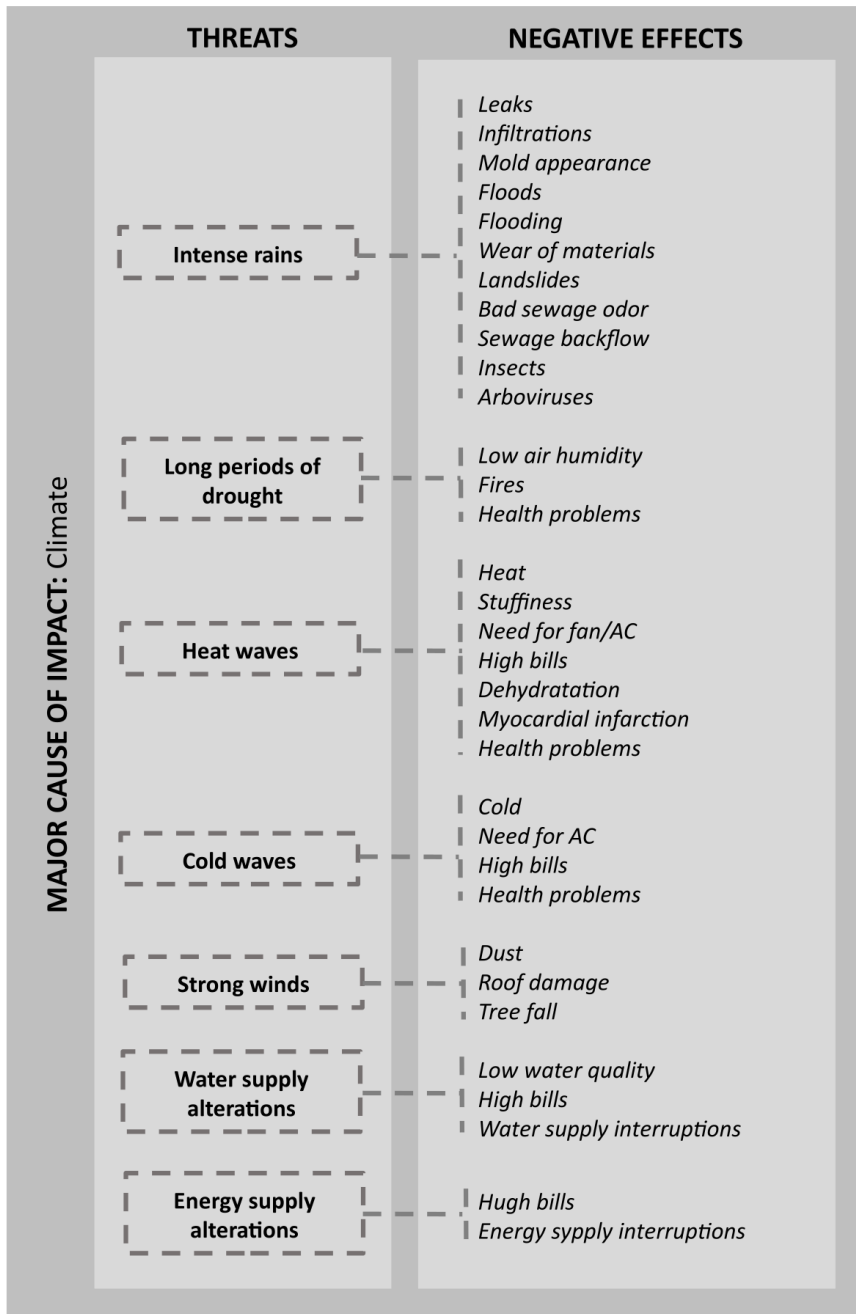 THREATS
NEGATIVE EFFECTS
MAJOR CAUSE OF IMPACT: Climate
Intense rains
Leaks
Infiltrations
Mold appearance
Floods
Flooding
Wear of materials
Landslides
Bad sewage odor
Sewage backflow
Insects
Arboviruses
Long periods of
drought
Low air humidity
Fires
Health problems
Heat waves
Heat
Stuffiness
Need for fan/AC
High bills
Dehydratation
Myocardial infarction
Health problems
Cold waves
Cold
Need for AC
High bills
Health problems
Strong winds
Dust
Roof damage
Tree fall
Water supply
alterations
Low water quality
High bills
Water supply interruptions
Energy supply
alterations
Hugh bills
Energy sypply interruptions